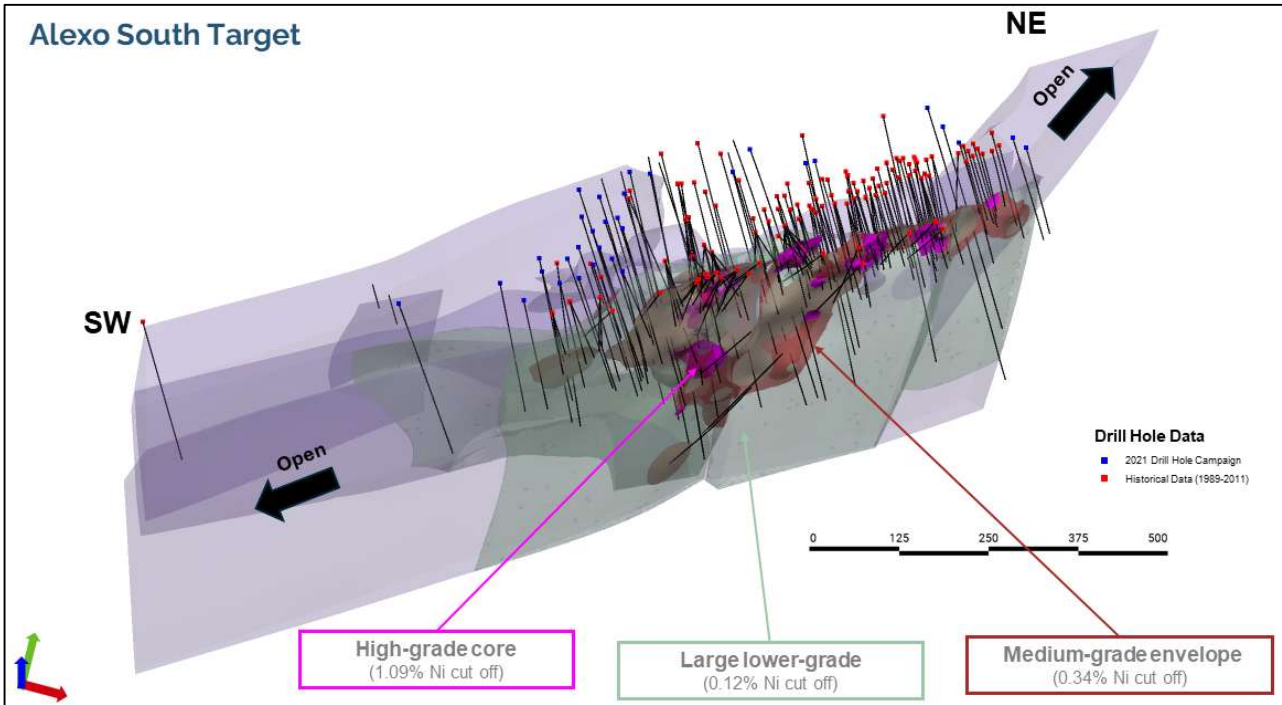 Alexo South Target
NE
Open
SW
Open
Drill Hole Data
2021 Drill Hole Campaign
Historical Data (1989-2011)
0 125 250 375 500
High-grade core
(1.09% Ni cut off)
Large lower-grade
(0.12% Ni cut off)
Medium-grade envelope
(0.34% Ni cut off)